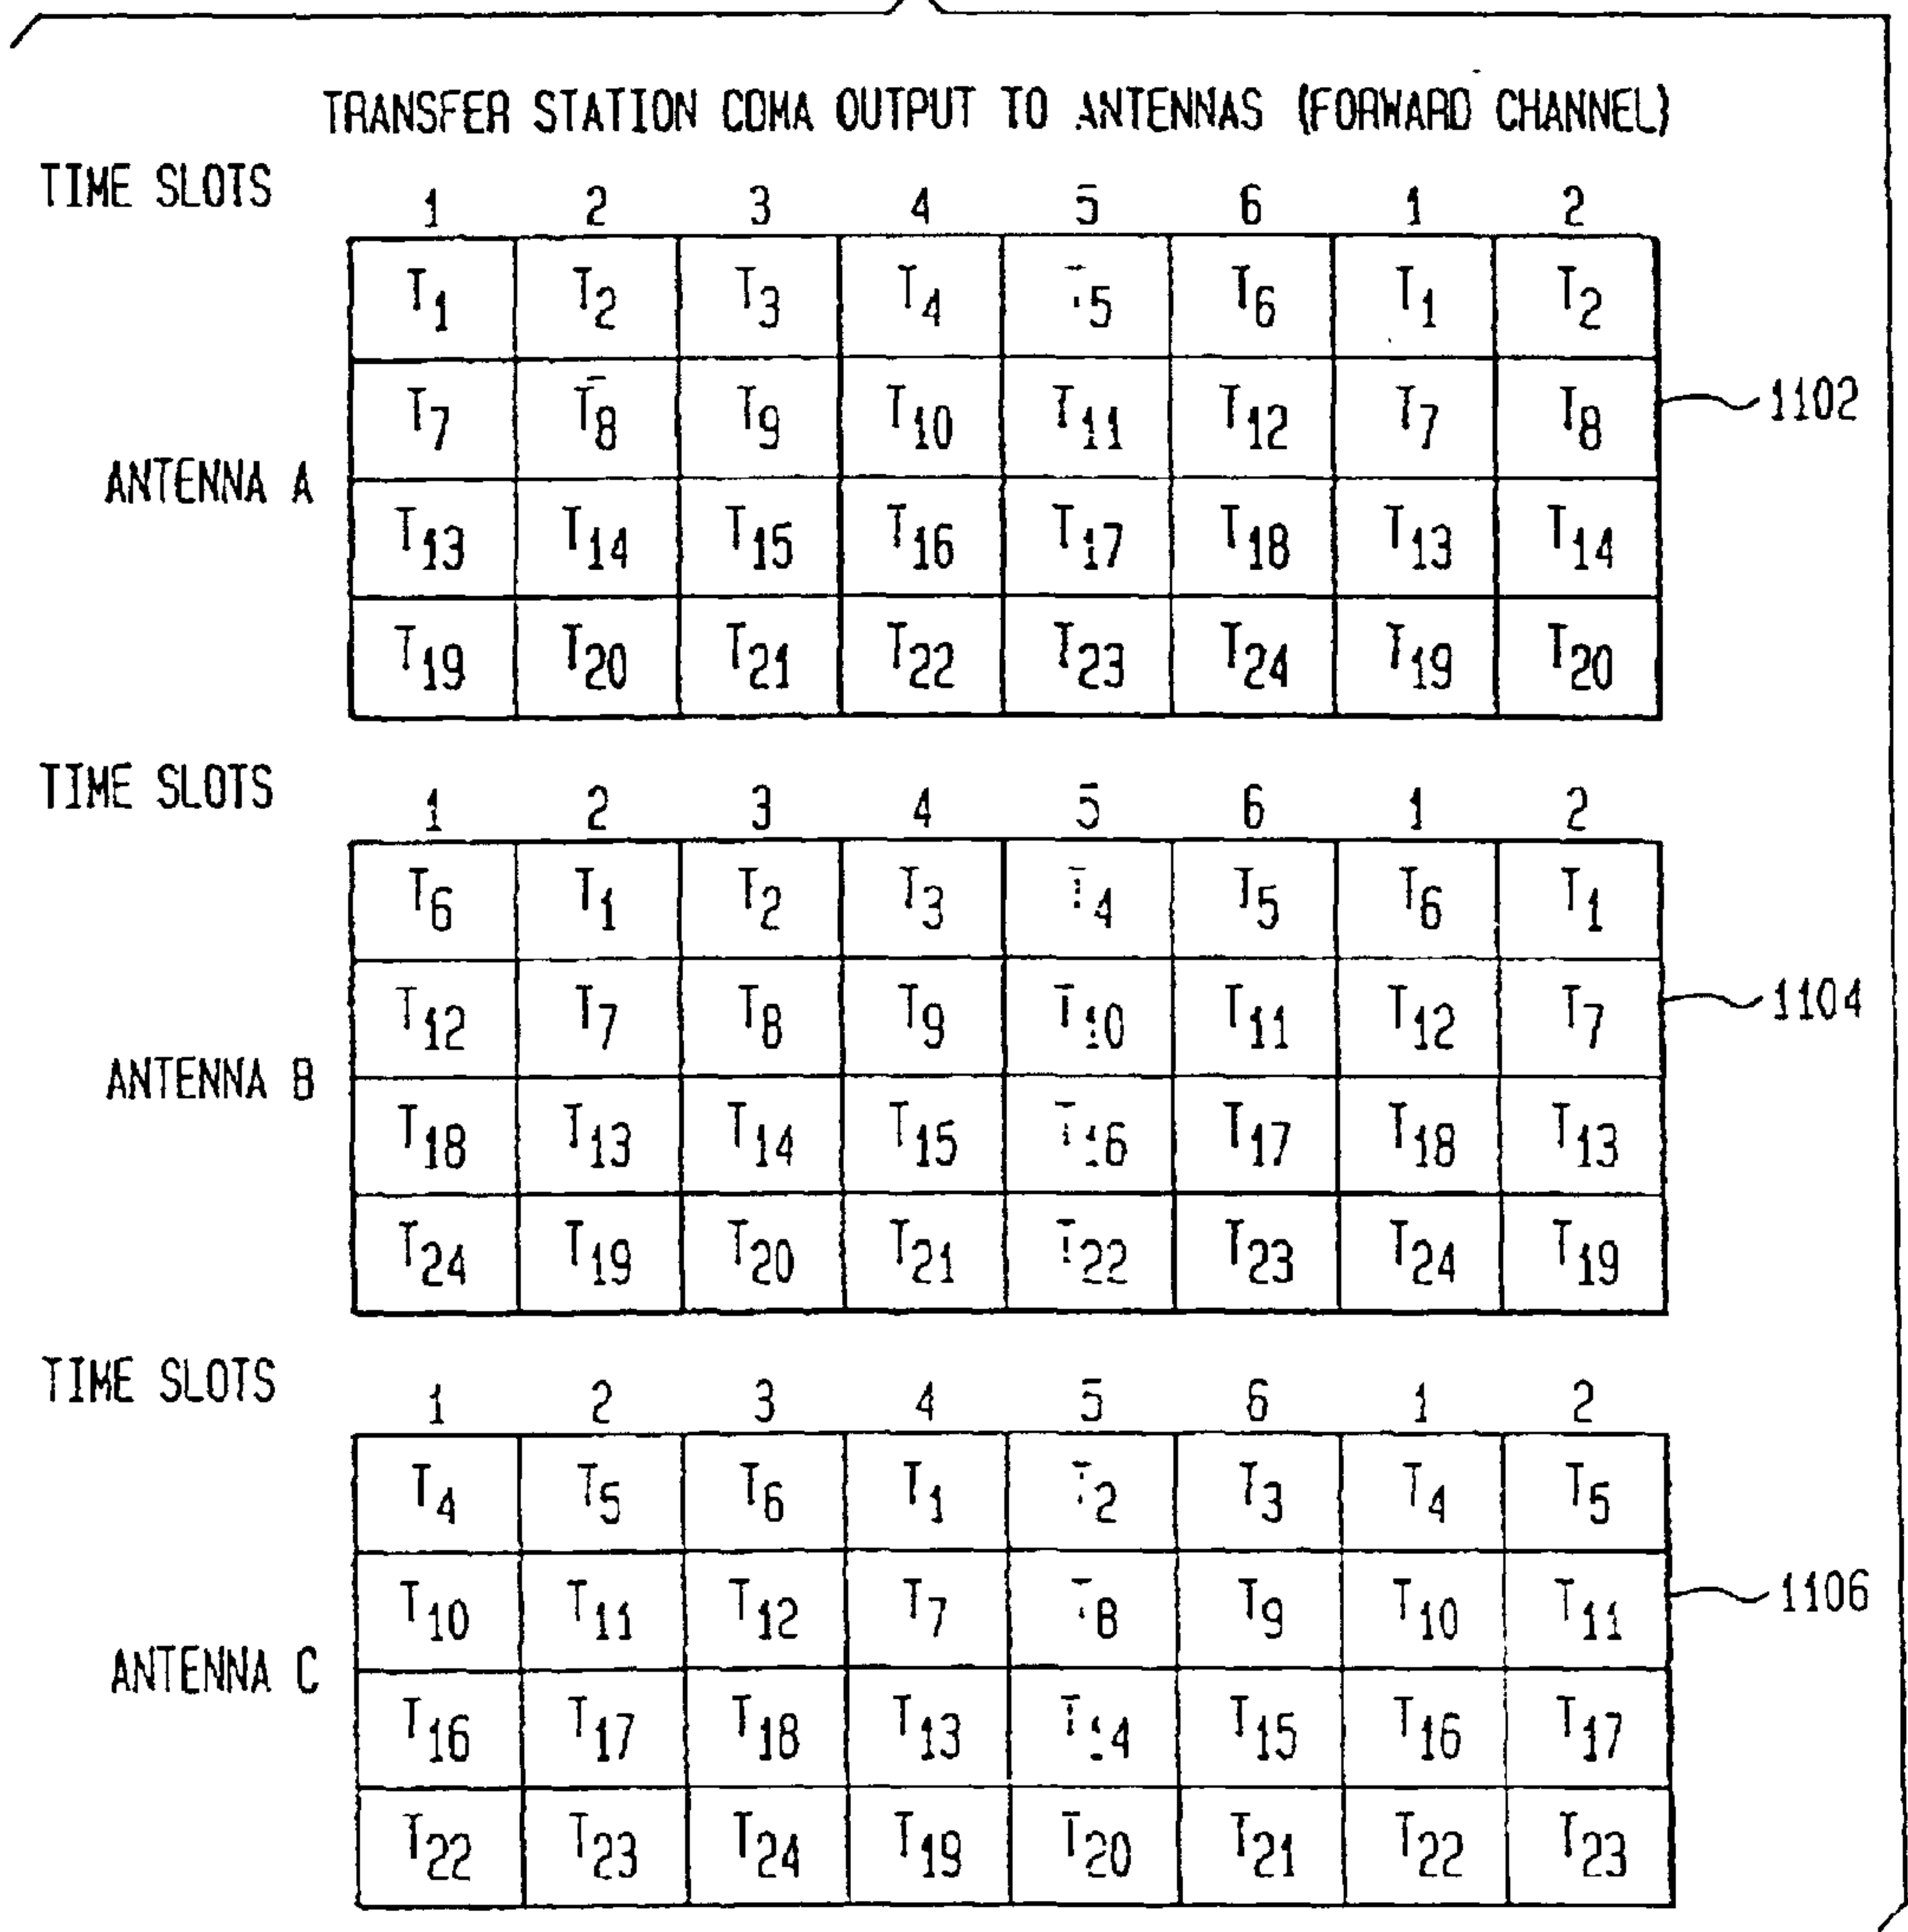 TRANSFER STATION CDMA OUTPUT TO ANTENNAS (FORWARD CHANNEL)
TIME SLOTS 1 2 3 4 5 6 1 2
T1 T2 T3 T4 T5 T6 T1 T2
T7 T8 T9 T10 T11 T12 T7 T8 1102
ANTENNA A
T13 T14 T15 T16 T17 T18 T13 T14
T19 T20 T21 T22 T23 T24 T19 T20
TIME SLOTS 1 2 3 4 5 6 1 2
T6 T1 T2 T3 T4 T5 T6 T1
T12 T7 T8 T9 T10 T11 T12 T7 1104
ANTENNA B
T18 T13 T14 T15 T16 T17 T18 T13
T24 T19 T20 T21 T22 T23 T24 T19
TIME SLOTS 1 2 3 4 5 6 1 2
T4 T5 T6 T1 T2 T3 T4 T5
T10 T11 T12 T7 T8 T9 T10 T11 1106
ANTENNA C
T16 T17 T18 T13 T14 T15 T16 T17
T22 T23 T24 T19 T20 T21 T22 T23